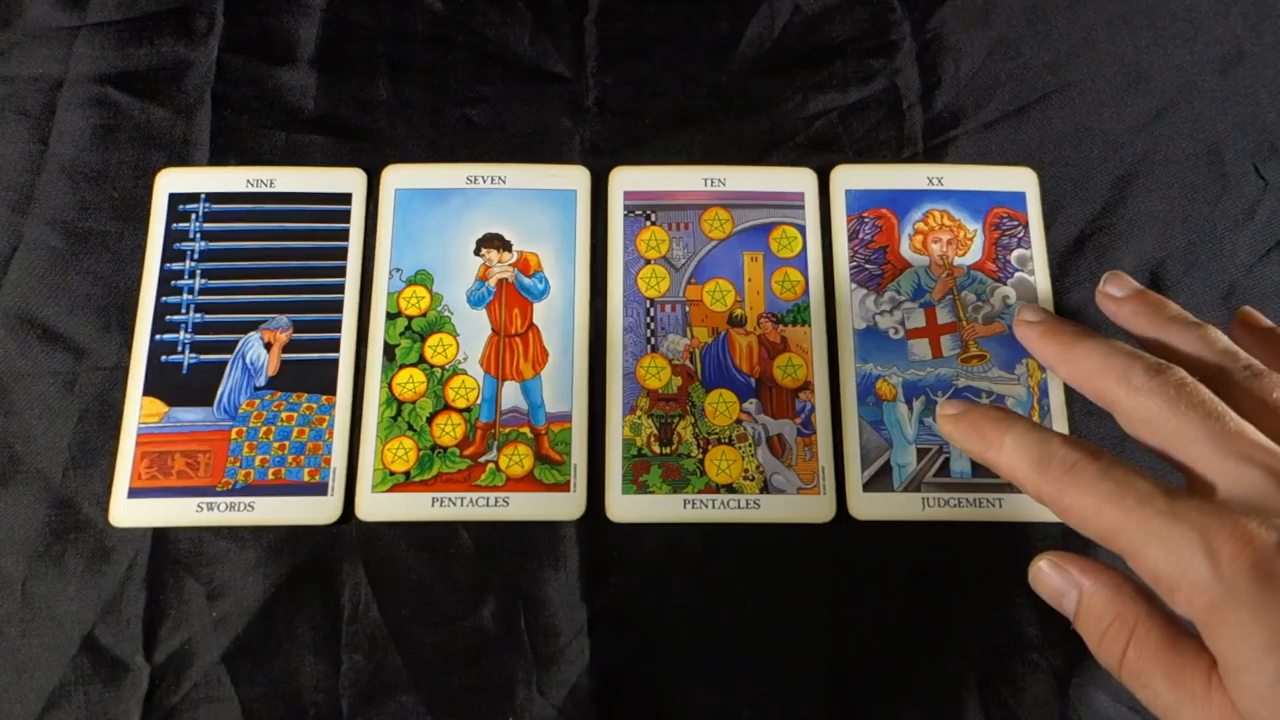 NINE
SWORDS
SEVEN
PENTACLES
TEN
PENTACLES
XX
JUDGEMENT